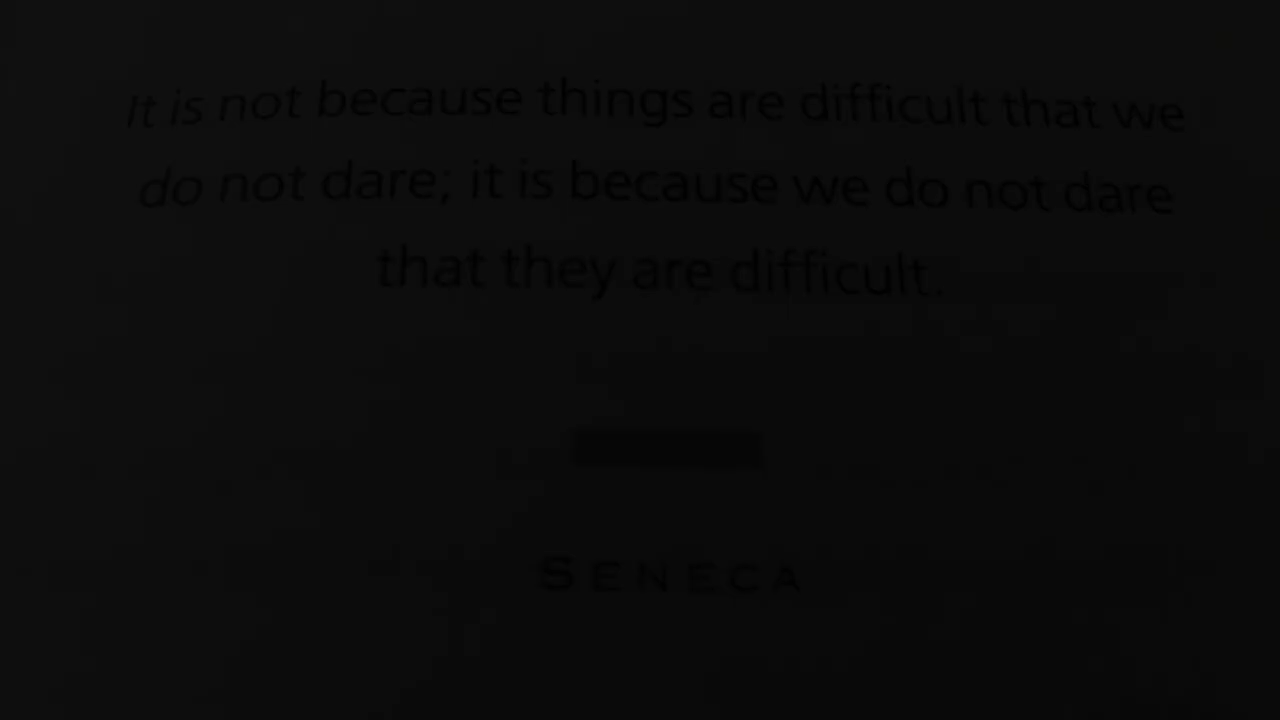 It is not because things are difficult that we
do not dare; it is because we do not dare
that they are difficult.
SENECA